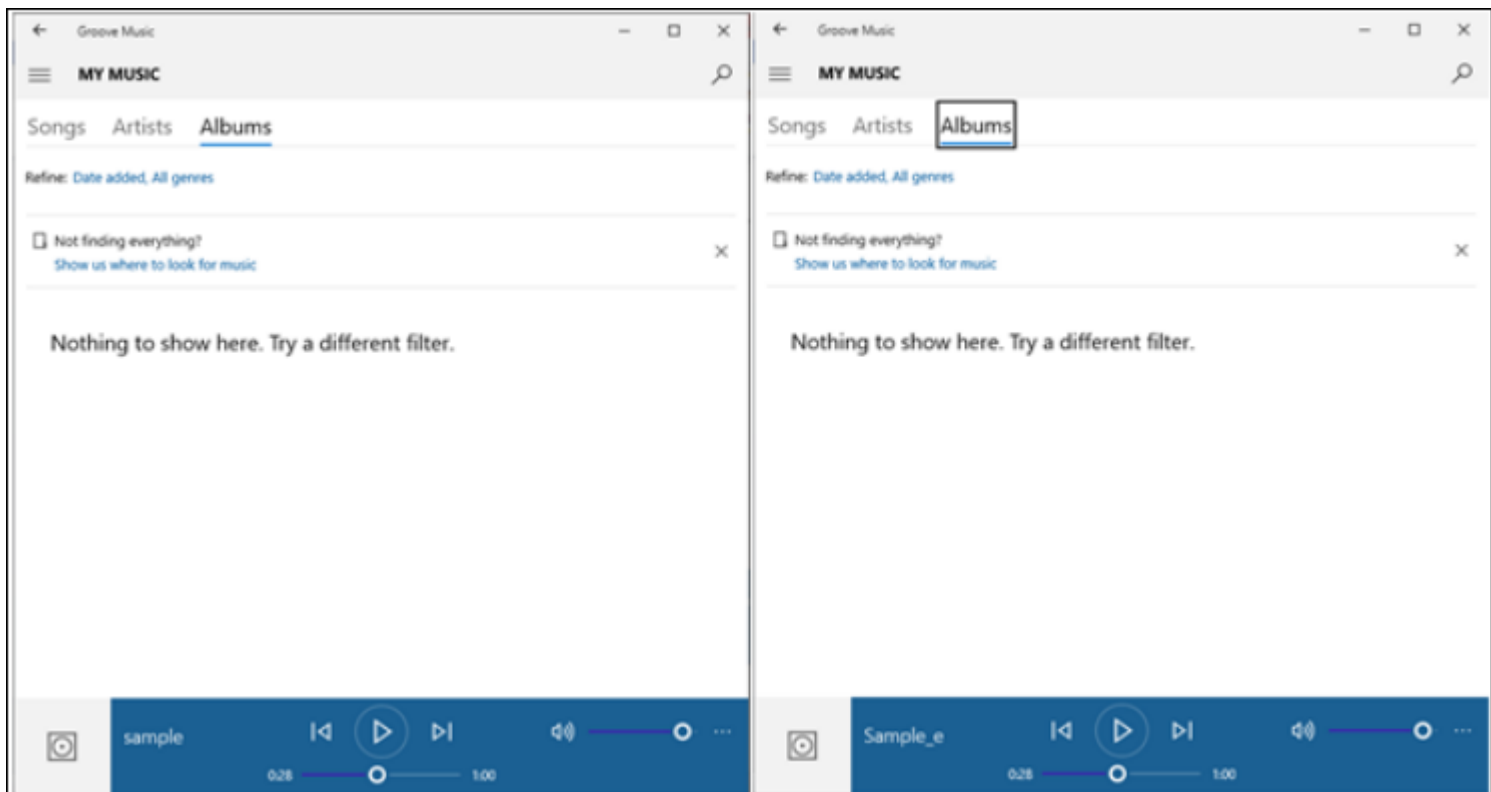 Groove Music
MY MUSIC
Songs Artists Albums
Refine: Date added, All genres
Not finding everything?
Show us where to look for music
Nothing to show here. Try a different filter.
sample
0:28 1:00
Groove Music
MY MUSIC
Songs Artists Albums
Refine: Date added, All genres
Not finding everything?
Show us where to look for music
Nothing to show here. Try a different filter.
Sample_e
0:28 1:00